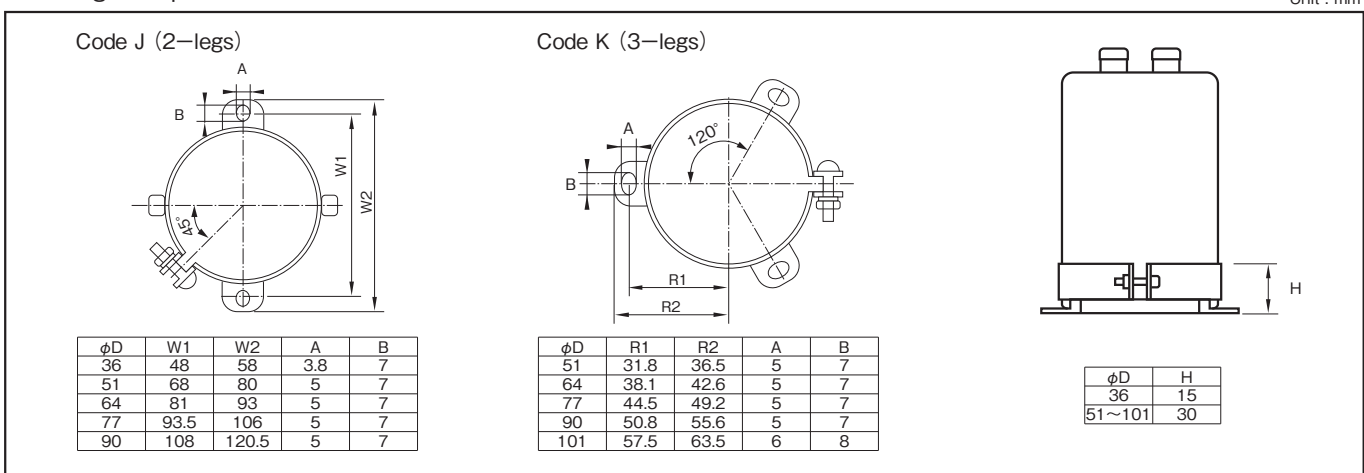 Unit : mm
Code J (2−legs)
A
B
W1
W2
45°
φD W1 W2 A B
36 48 58 3.8 7
51 68 80 5 7
64 81 93 5 7
77 93.5 106 5 7
90 108 120.5 5 7
Code K (3−legs)
A
B
120°
R1
R2
φD R1 R2 A B
51 31.8 36.5 5 7
64 38.1 42.6 5 7
77 44.5 49.2 5 7
90 50.8 55.6 5 7
101 57.5 63.5 6 8
H
φD H
36 15
51~101 30